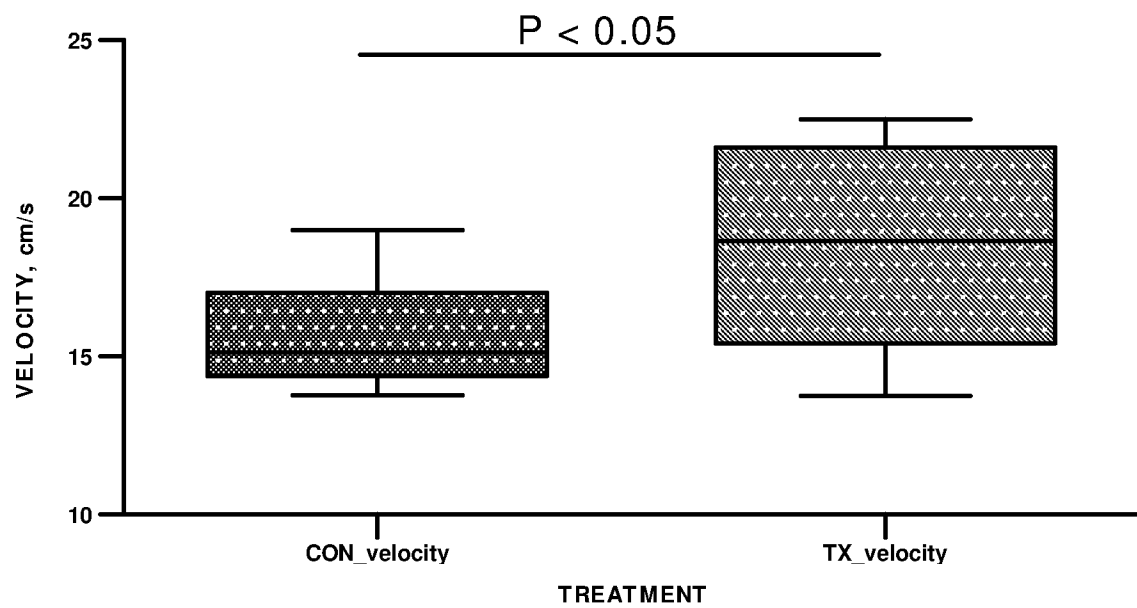 P < 0.05
25
20
15
10
VELOCITY, cm/s
CON_velocity
TX_velocity
TREATMENT